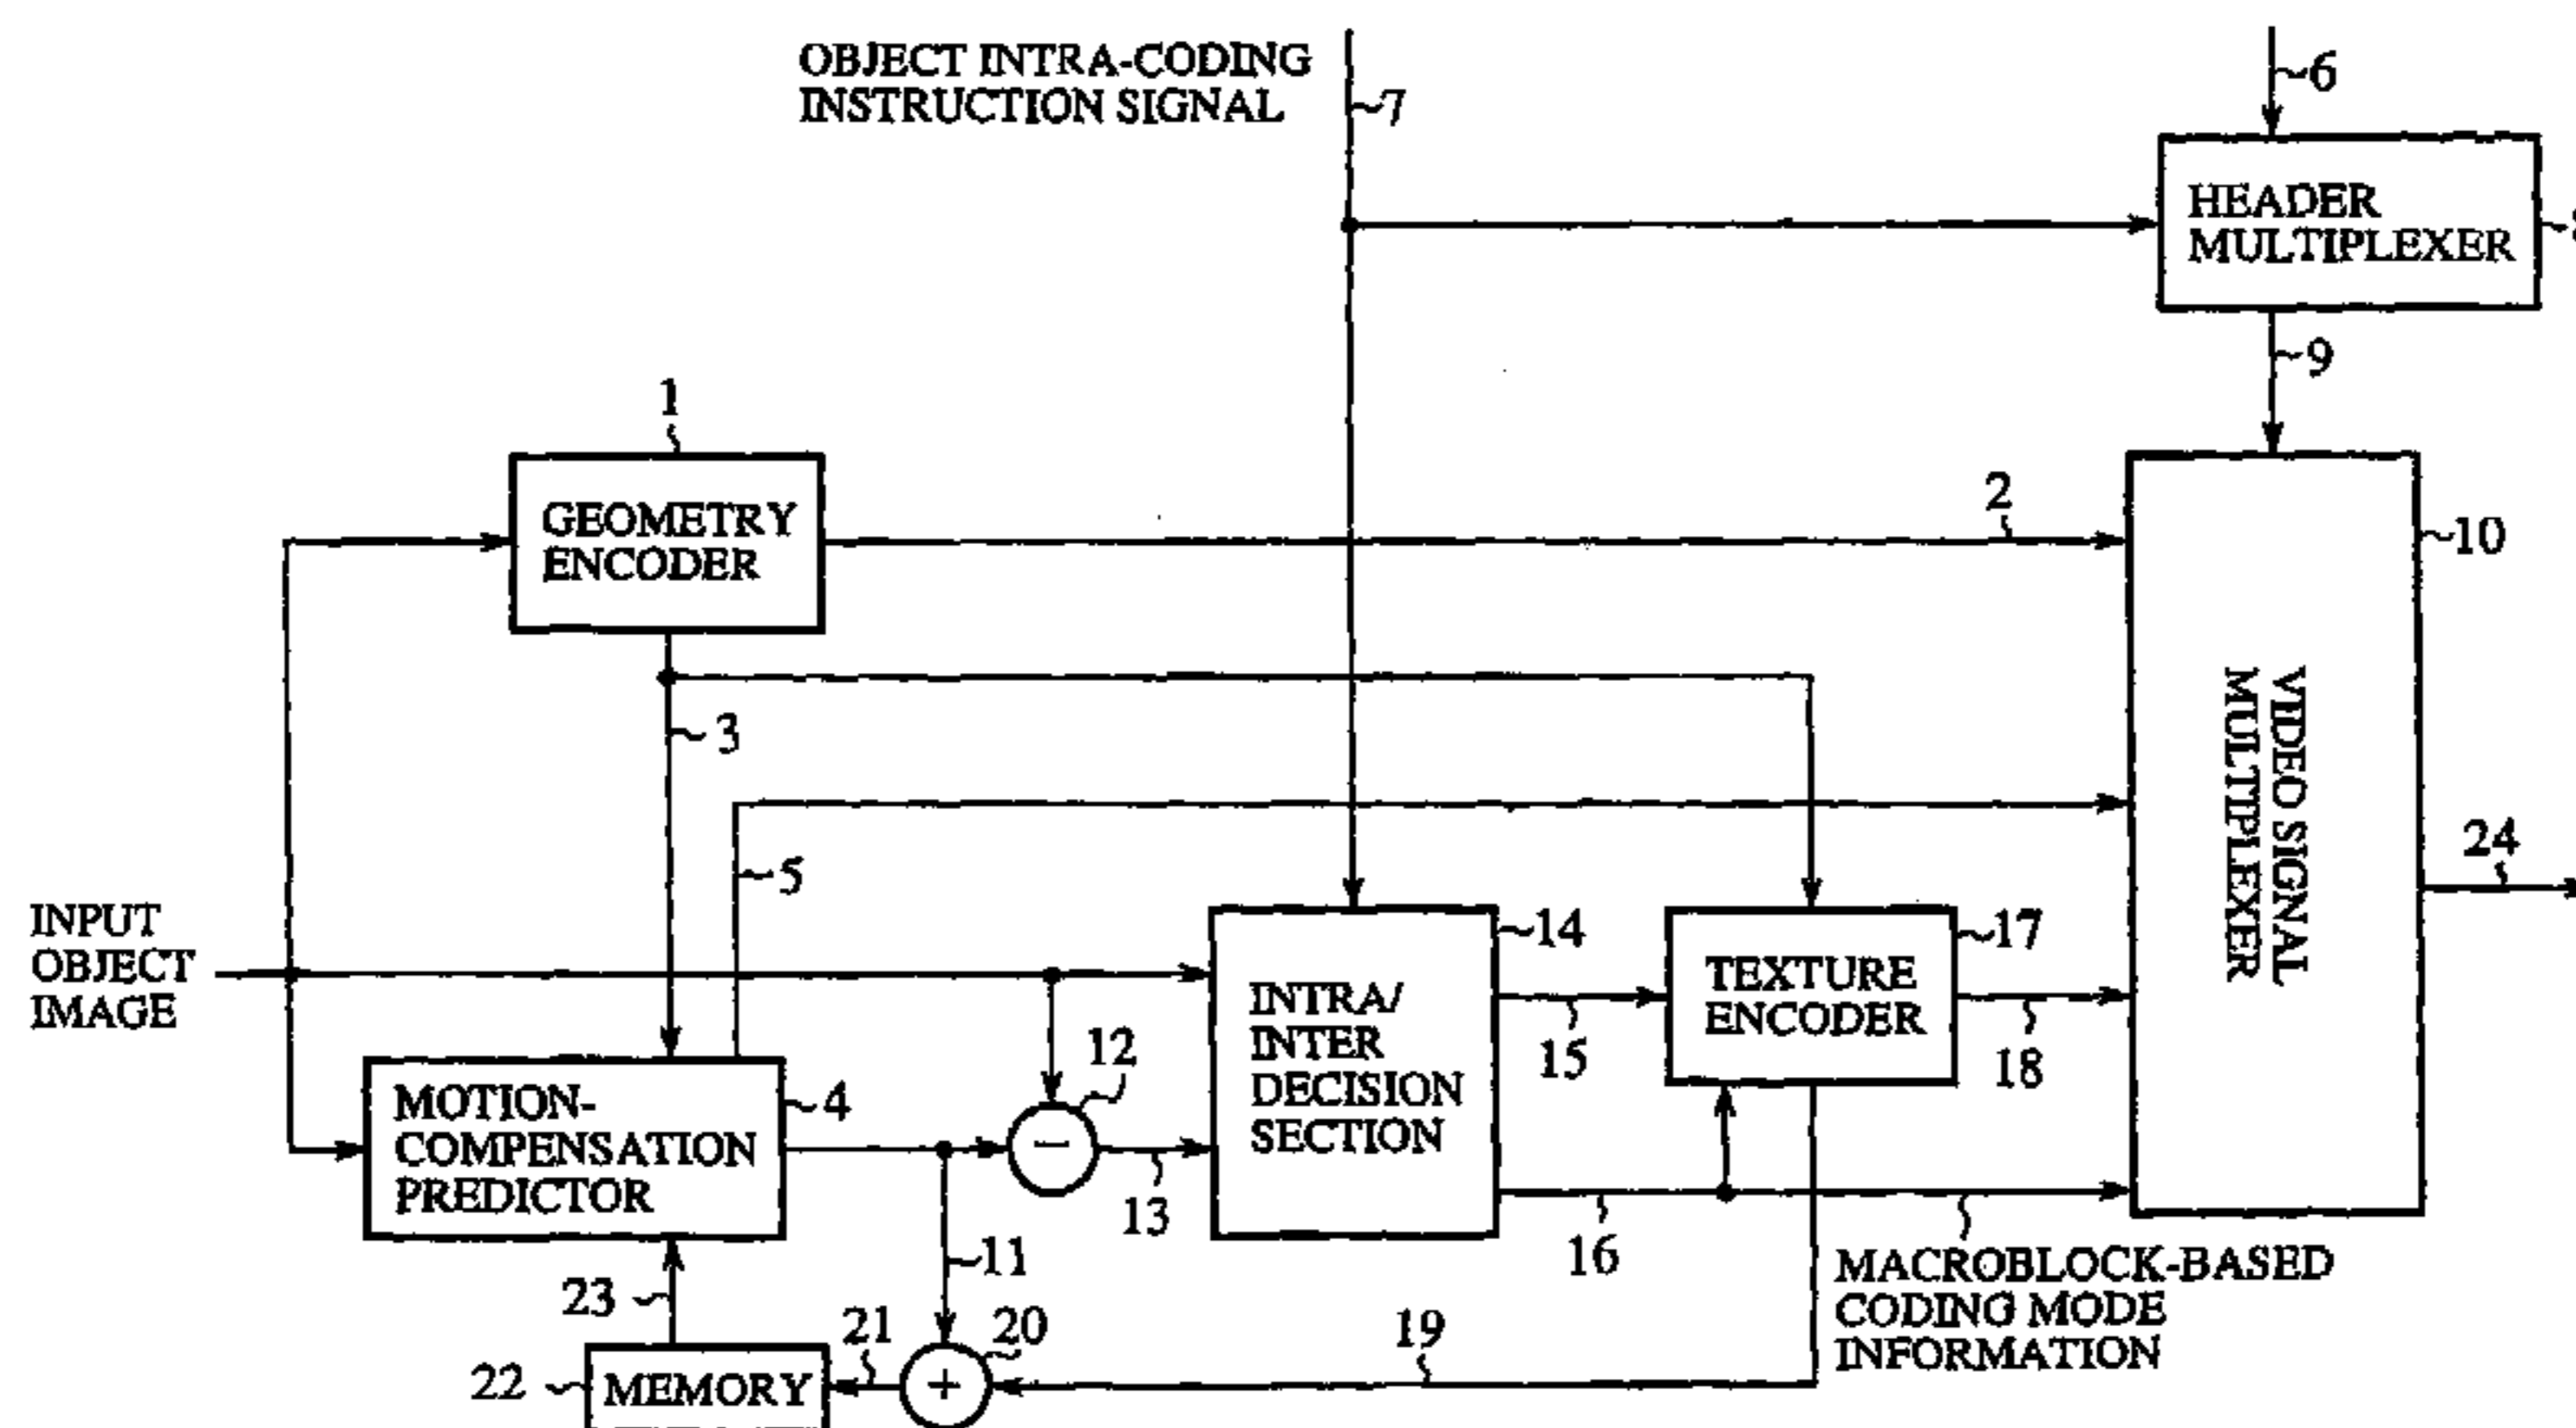 OBJECT INTRA-CODING
INSTRUCTION SIGNAL
7
6
HEADER
MULTIPLEXER
9
1
GEOMETRY
ENCODER
2
10
3
VIDEO SIGNAL
MULTIPLEXER
5
24
INPUT
OBJECT
IMAGE
14
17
INTRA/
INTER
DECISION
SECTION
TEXTURE
ENCODER
12
15
18
MOTION-
COMPENSATION
PREDICTOR
4
13
16
11
MACROBLOCK-BASED
CODING MODE
INFORMATION
23
21
20
19
22
MEMORY
+